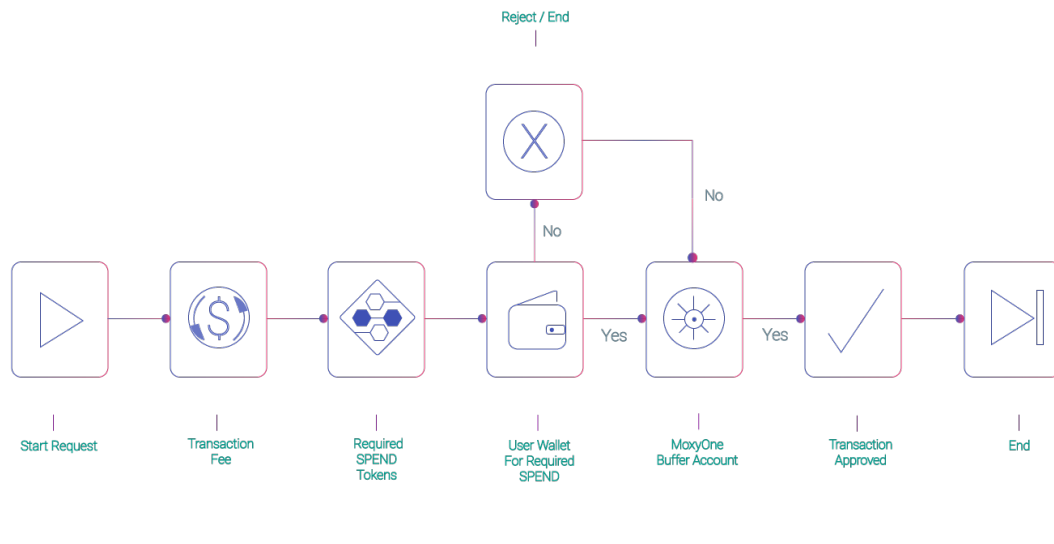 Reject / End
X
No
No
$
Yes
Yes
Start Request
Transaction
Fee
Required
SPEND
Tokens
User Wallet
For Required
SPEND
MoxyOne
Buffer Account
Transaction
Approved
End